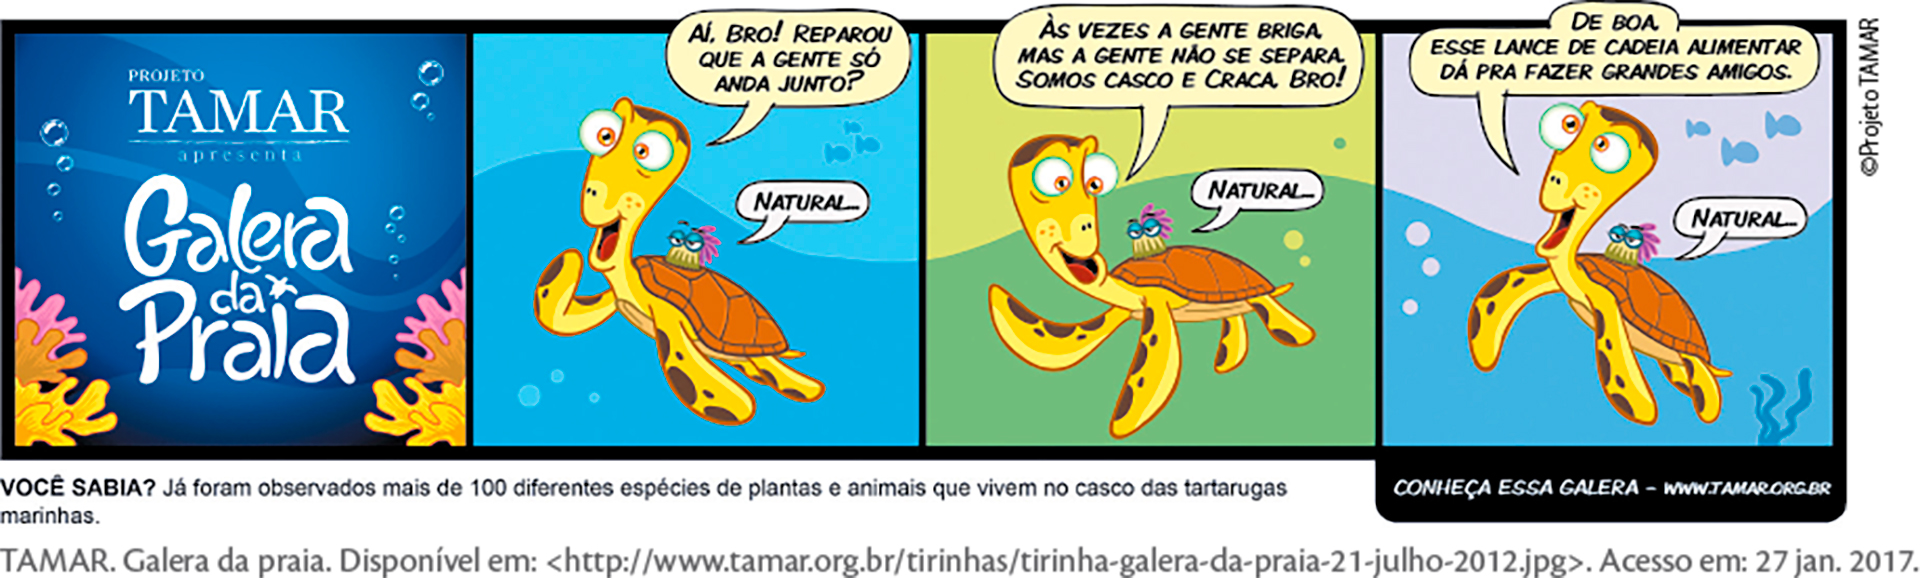 PROJETO
TAMAR
apresenta
Galera
da
Praia
AÍ, BRO! REPAROU
QUE A GENTE SÓ
ANDA JUNTO?
NATURAL...
ÀS VEZES A GENTE BRIGA,
MAS A GENTE NÃO SE SEPARA.
SOMOS CASCO E CRACA, BRO!
NATURAL...
DE BOA.
ESSE LANCE DE CADEIA ALIMENTAR
DÁ PRA FAZER GRANDES AMIGOS.
NATURAL...
©Projeto TAMAR
VOCÊ SABIA? Já foram observados mais de 100 diferentes espécies de plantas e animais que vivem no casco das tartarugas
marinhas.
CONHEÇA ESSA GALERA – WWW.TAMAR.ORG.BR
TAMAR. Galera da praia. Disponível em: <http://www.tamar.org.br/tirinhas/tirinha-galera-da-praia-21-julho-2012.jpg>. Acesso em: 27 jan. 2017.